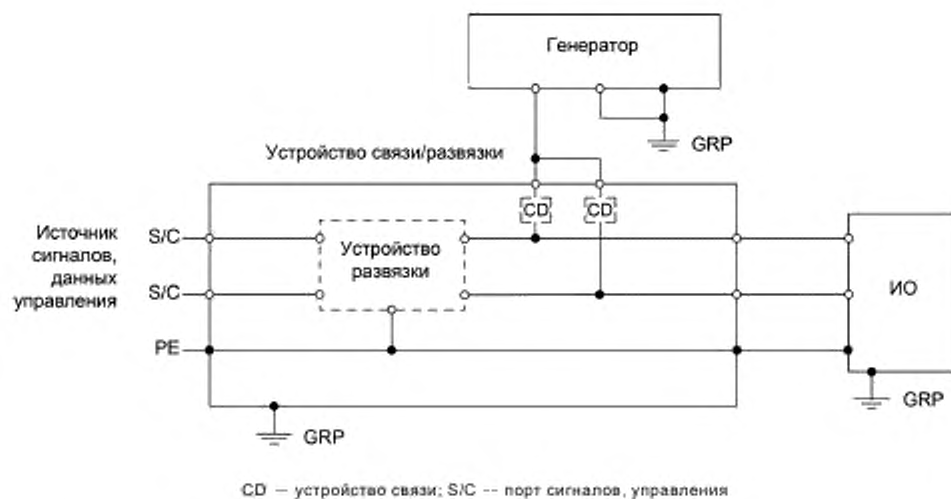 Генератор
GRP
Устройство связи/развязки
CD
CD
Источник
сигналов,
данных
управления
S/C
S/C
PE
Устройство
развязки
ИО
GRP
GRP
CD — устройство связи; S/C -- порт сигналов, управления